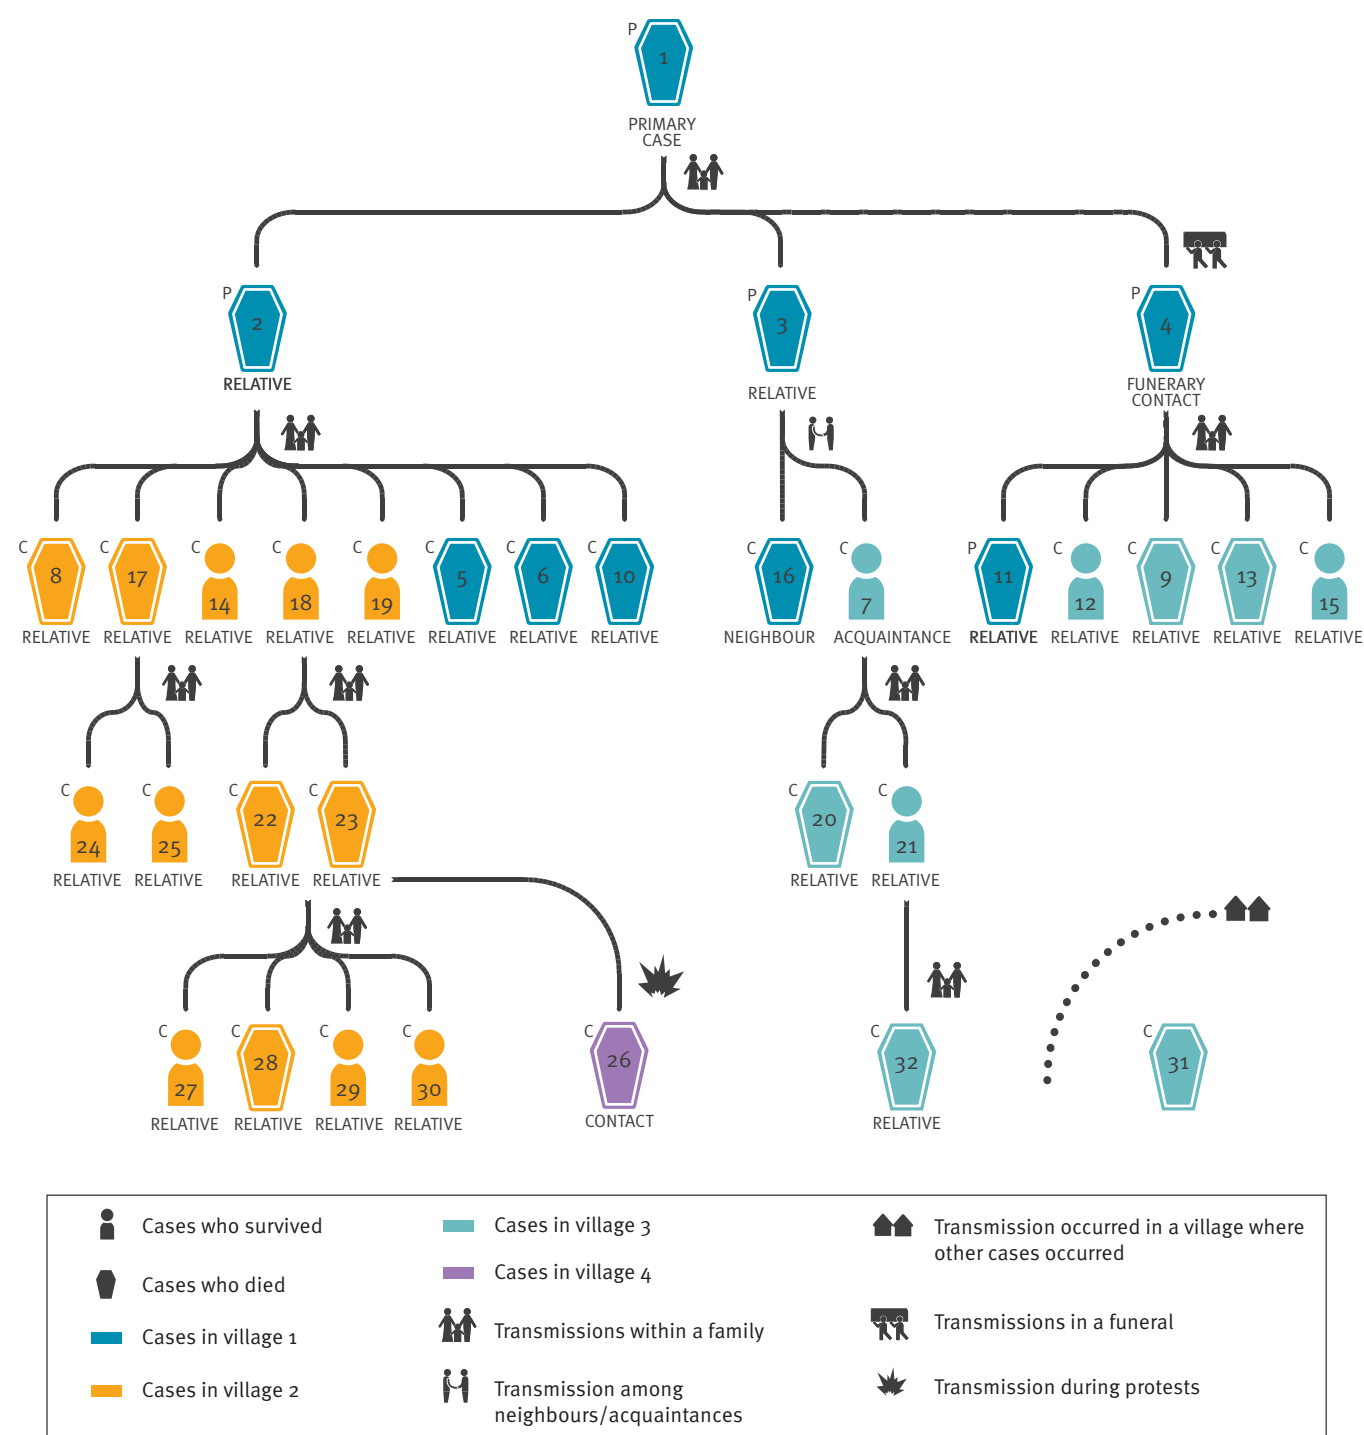 P
1
PRIMARY
CASE
P
2
RELATIVE
P
3
RELATIVE
P
4
FUNERARY
CONTACT
C C C C C C C C C C P C C C C
8 17 14 18 19 5 6 10 16 7 11 12 9 13 15
RELATIVE RELATIVE RELATIVE RELATIVE RELATIVE RELATIVE RELATIVE RELATIVE NEIGHBOUR ACQUAINTANCE RELATIVE RELATIVE RELATIVE RELATIVE RELATIVE
C C C C C C
24 25 22 23 20 21
RELATIVE RELATIVE RELATIVE RELATIVE RELATIVE RELATIVE
C C C C C C C
27 28 29 30 26 32 31
RELATIVE RELATIVE RELATIVE RELATIVE CONTACT RELATIVE
Cases who survived
Cases who died
Cases in village 1
Cases in village 2
Cases in village 3
Cases in village 4
Transmissions within a family
Transmission among
neighbours/acquaintances
Transmission occurred in a village where
other cases occurred
Transmissions in a funeral
Transmission during protests